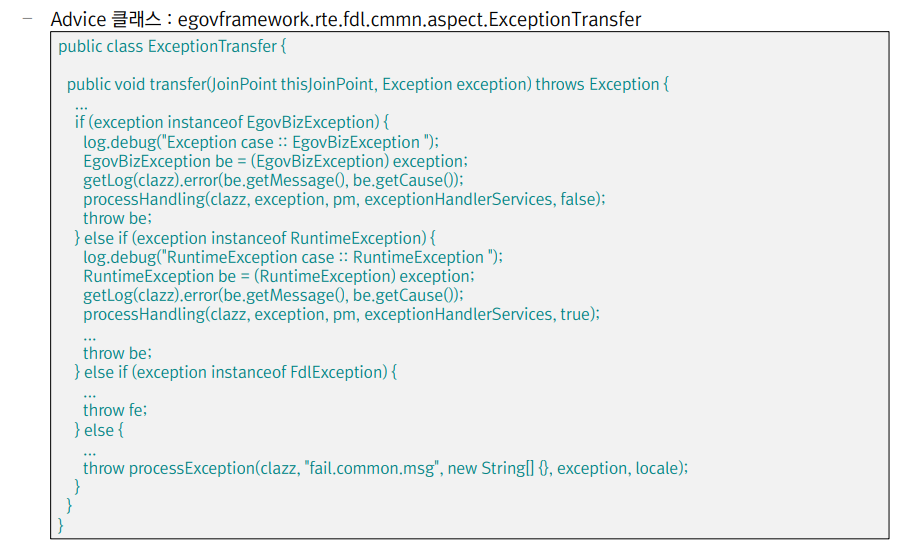 – Advice 클래스 : egovframework.rte.fdl.cmmn.aspect.ExceptionTransfer
public class ExceptionTransfer {
public void transfer(JoinPoint thisJoinPoint, Exception exception) throws Exception {
...
if (exception instanceof EgovBizException) {
log.debug("Exception case :: EgovBizException ");
EgovBizException be = (EgovBizException) exception;
getLog(clazz).error(be.getMessage(), be.getCause());
processHandling(clazz, exception, pm, exceptionHandlerServices, false);
throw be;
} else if (exception instanceof RuntimeException) {
log.debug("RuntimeException case :: RuntimeException ");
RuntimeException be = (RuntimeException) exception;
getLog(clazz).error(be.getMessage(), be.getCause());
processHandling(clazz, exception, pm, exceptionHandlerServices, true);
...
throw be;
} else if (exception instanceof FdlException) {
...
throw fe;
} else {
...
throw processException(clazz, "fail.common.msg", new String[] {}, exception, locale);
}
}
}